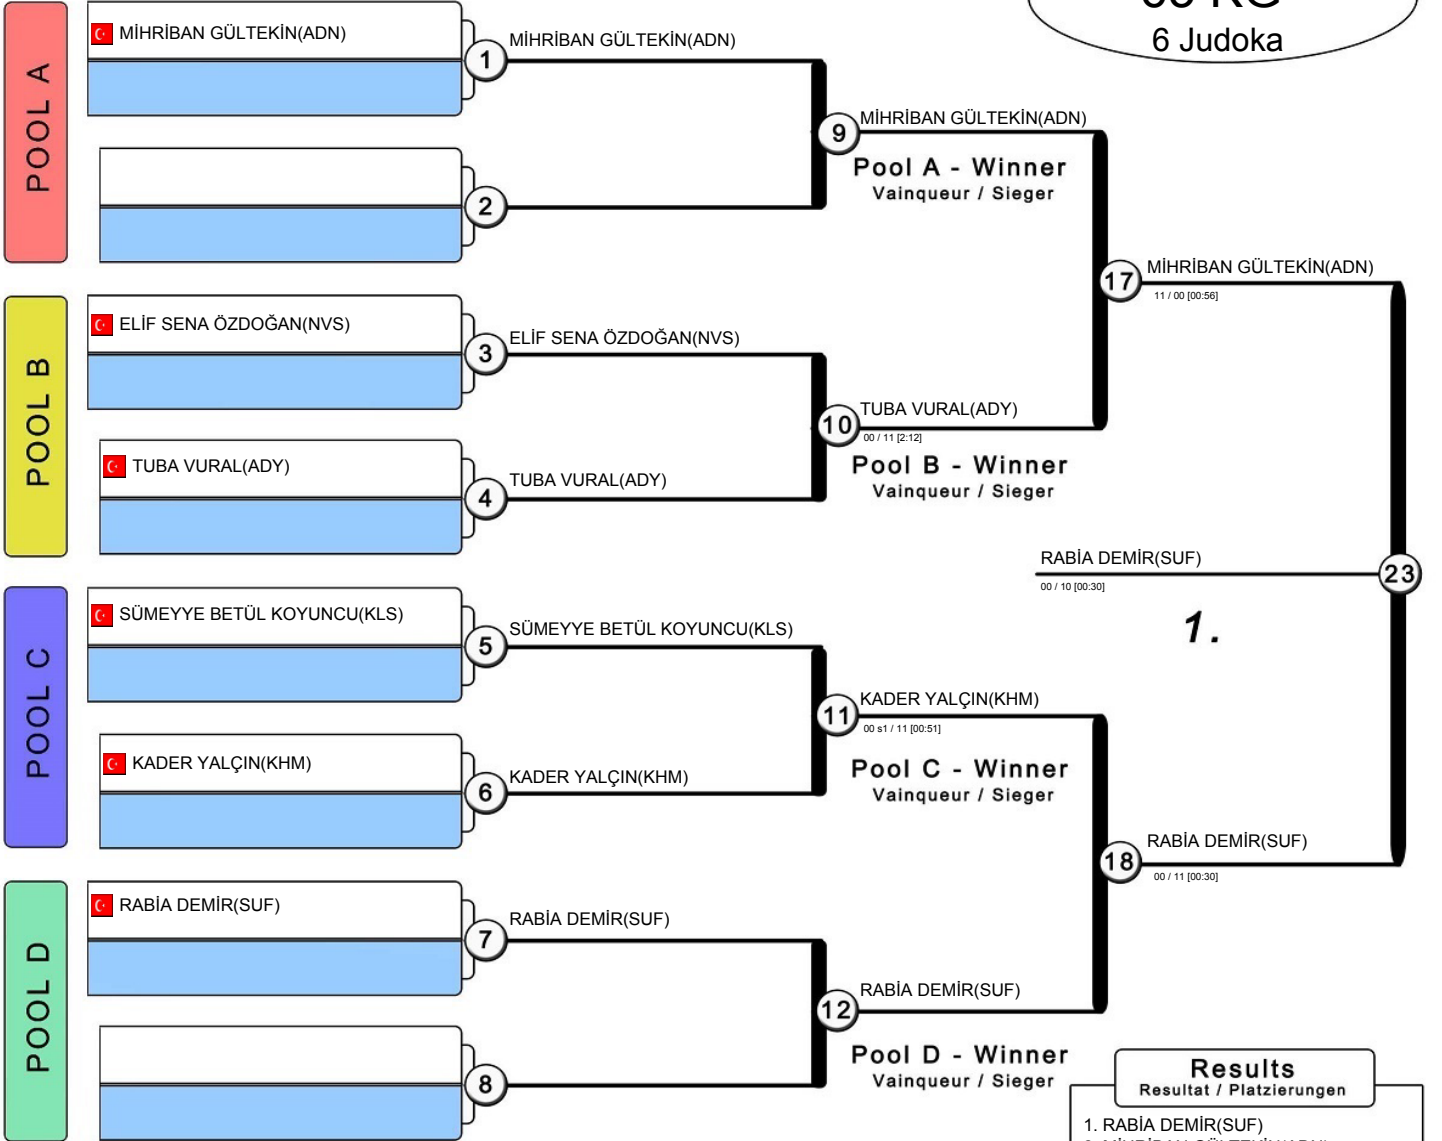 6 Judoka
POOL A
MİHRİBAN GÜLTEKİN(ADN)
1
MİHRİBAN GÜLTEKİN(ADN)
2
9
MİHRİBAN GÜLTEKİN(ADN)
Pool A - Winner
Vainqueur / Sieger
17
MİHRİBAN GÜLTEKİN(ADN)
11 / 00 [00:56]
POOL B
ELİF SENA ÖZDOĞAN(NVS)
3
ELİF SENA ÖZDOĞAN(NVS)
TUBA VURAL(ADY)
4
TUBA VURAL(ADY)
10
TUBA VURAL(ADY)
00 / 11 [2:12]
Pool B - Winner
Vainqueur / Sieger
RABİA DEMİR(SUF)
00 / 10 [00:30]
23
1.
POOL C
SÜMEYYE BETÜL KOYUNCU(KLS)
5
SÜMEYYE BETÜL KOYUNCU(KLS)
KADER YALÇIN(KHM)
6
KADER YALÇIN(KHM)
11
KADER YALÇIN(KHM)
00 s1 / 11 [00:51]
Pool C - Winner
Vainqueur / Sieger
18
RABİA DEMİR(SUF)
00 / 11 [00:30]
POOL D
RABİA DEMİR(SUF)
7
RABİA DEMİR(SUF)
8
12
RABİA DEMİR(SUF)
Pool D - Winner
Vainqueur / Sieger
Results
Resultat / Platzierungen
1. RABİA DEMİR(SUF)